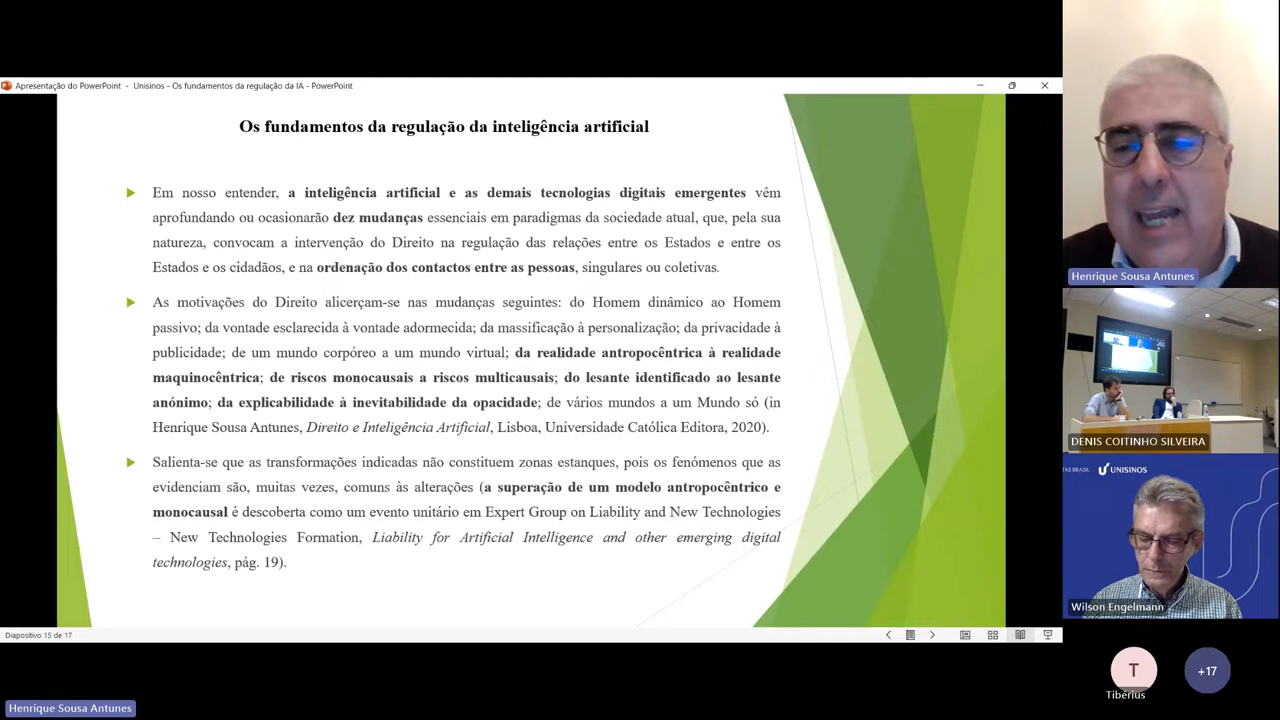 Apresentação do PowerPoint - Unisinos - Os fundamentos da regulação da IA - PowerPoint
Os fundamentos da regulação da inteligência artificial
Em nosso entender, a inteligência artificial e as demais tecnologias digitais emergentes vêm
aprofundando ou ocasionarão dez mudanças essenciais em paradigmas da sociedade atual, que, pela sua
natureza, convocam a intervenção do Direito na regulação das relações entre os Estados e entre os
Estados e os cidadãos, e na ordenação dos contactos entre as pessoas, singulares ou coletivas.
As motivações do Direito alicerçam-se nas mudanças seguintes: do Homem dinâmico ao Homem
passivo; da vontade esclarecida à vontade adormecida; da massificação à personalização; da privacidade à
publicidade; de um mundo corpóreo a um mundo virtual; da realidade antropocêntrica à realidade
maquinocêntrica; de riscos monocausais a riscos multicausais; do lesante identificado ao lesante
anónimo; da explicabilidade à inevitabilidade da opacidade; de vários mundos a um Mundo só (in
Henrique Sousa Antunes, Direito e Inteligência Artificial, Lisboa, Universidade Católica Editora, 2020).
Salienta-se que as transformações indicadas não constituem zonas estanques, pois os fenómenos que as
evidenciam são, muitas vezes, comuns às alterações (a superação de um modelo antropocêntrico e
monocausal é descoberta como um evento unitário em Expert Group on Liability and New Technologies
– New Technologies Formation, Liability for Artificial Intelligence and other emerging digital
technologies, pág. 19).
Diapositivo 15 de 17
Henrique Sousa Antunes
Henrique Sousa Antunes
DENIS COITINHO SILVEIRA
TAS BRASIL
UNISINOS
Wilson Engelmann
T
Tibérius
+17